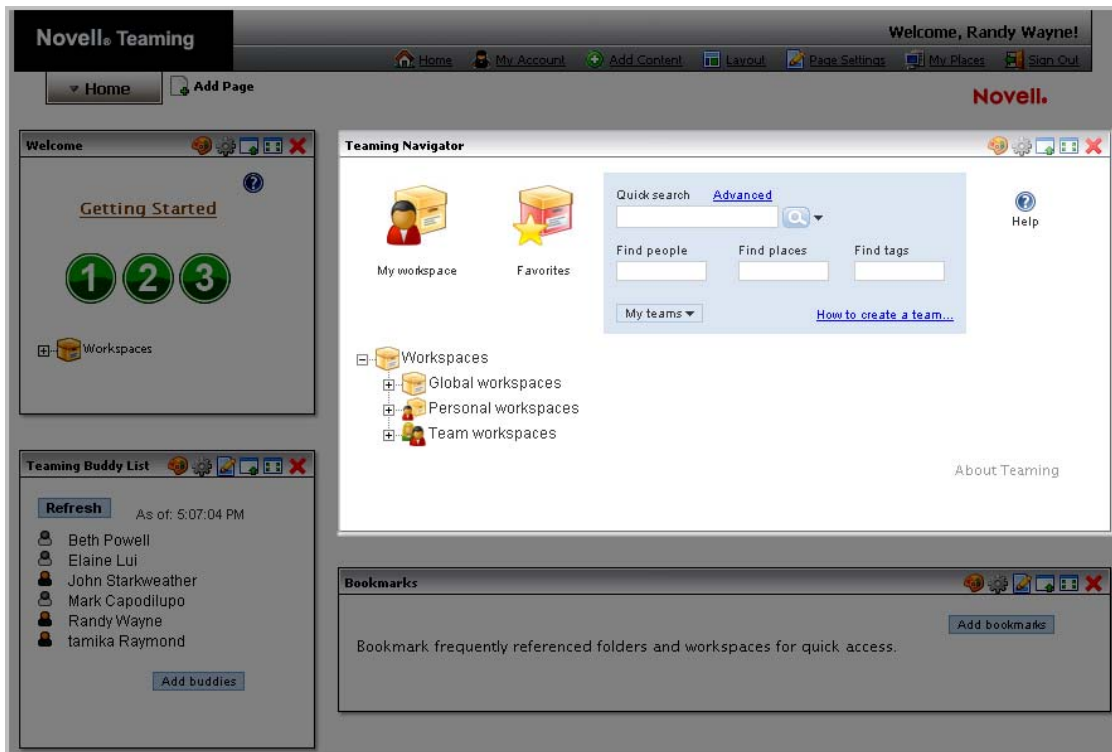 Novell® Teaming
Welcome, Randy Wayne!
Home My Account Add Content Layout Page Settings My Places Sign Out
Home Add Page
Novell.
Welcome
Getting Started
1 2 3
Workspaces
Teaming Navigator
My workspace Favorites
Quick search Advanced
Find people Find places Find tags
My teams How to create a team...
Help
Workspaces
Global workspaces
Personal workspaces
Team workspaces
About Teaming
Teaming Buddy List
Refresh As of: 5:07:04 PM
Beth Powell
Elaine Lui
John Starkweather
Mark Capodilupo
Randy Wayne
tamika Raymond
Add buddies
Bookmarks
Add bookmarks
Bookmark frequently referenced folders and workspaces for quick access.